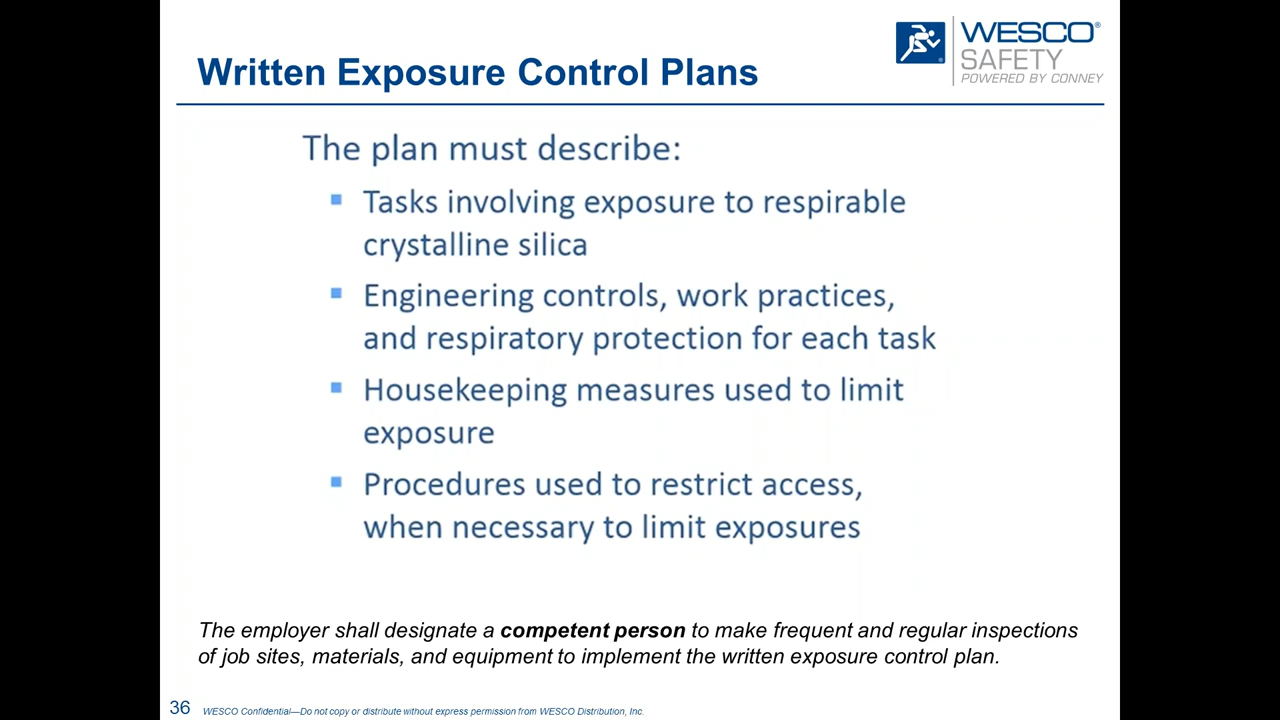 Written Exposure Control Plans
WESCO®
SAFETY
POWERED BY CONNEY
The plan must describe:
▪ Tasks involving exposure to respirable
crystalline silica
▪ Engineering controls, work practices,
and respiratory protection for each task
▪ Housekeeping measures used to limit
exposure
▪ Procedures used to restrict access,
when necessary to limit exposures
The employer shall designate a competent person to make frequent and regular inspections
of job sites, materials, and equipment to implement the written exposure control plan.
36 WESCO Confidential—Do not copy or distribute without express permission from WESCO Distribution, Inc.